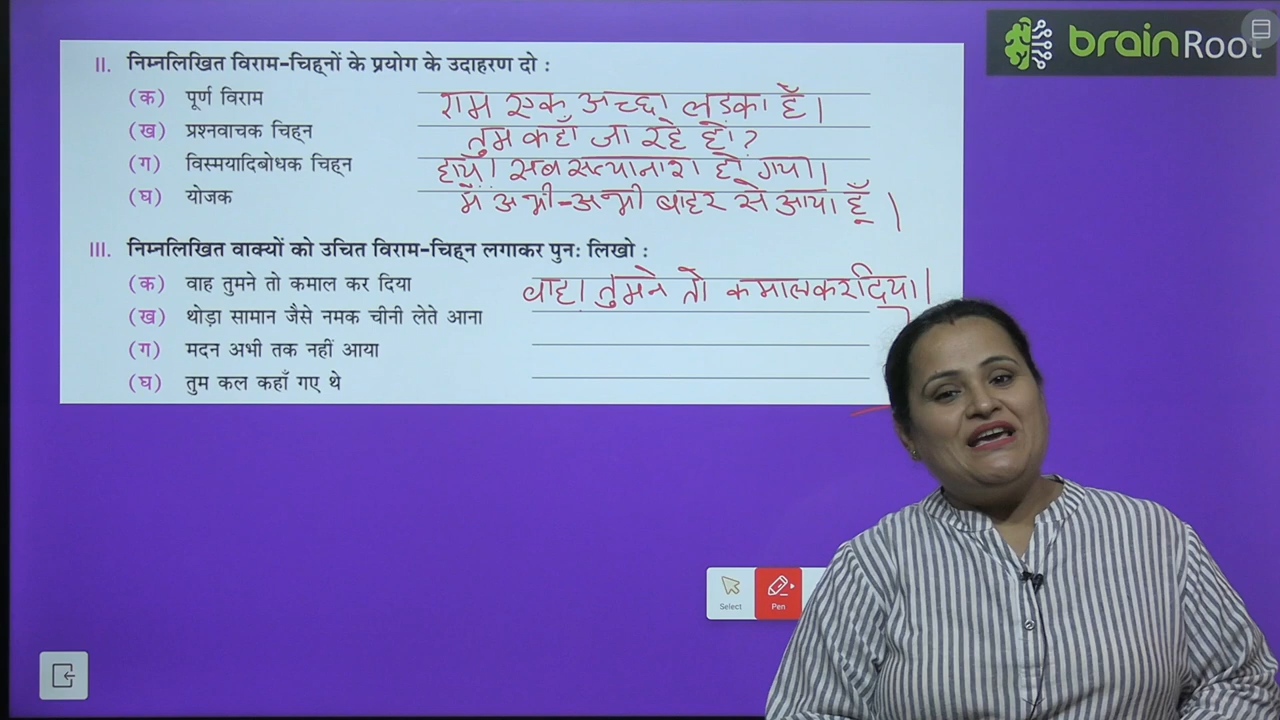 brainRoot
II. निम्नलिखित विराम-चिह्नों के प्रयोग के उदाहरण दो :
(क) पूर्ण विराम राम एक अच्छा लड़का है।
(ख) प्रश्नवाचक चिह्न तुम कहाँ जा रहे हो?
(ग) विस्मयादिबोधक चिह्न हाय! सब सत्यानाश हो गया।
(घ) योजक मैं अभी-अभी बाहर से आया हूँ।
III. निम्नलिखित वाक्यों को उचित विराम-चिह्न लगाकर पुनः लिखो :
(क) वाह तुमने तो कमाल कर दिया वाह! तुमने तो कमाल कर दिया।
(ख) थोड़ा सामान जैसे नमक चीनी लेते आना
(ग) मदन अभी तक नहीं आया
(घ) तुम कल कहाँ गए थे
Select Pen